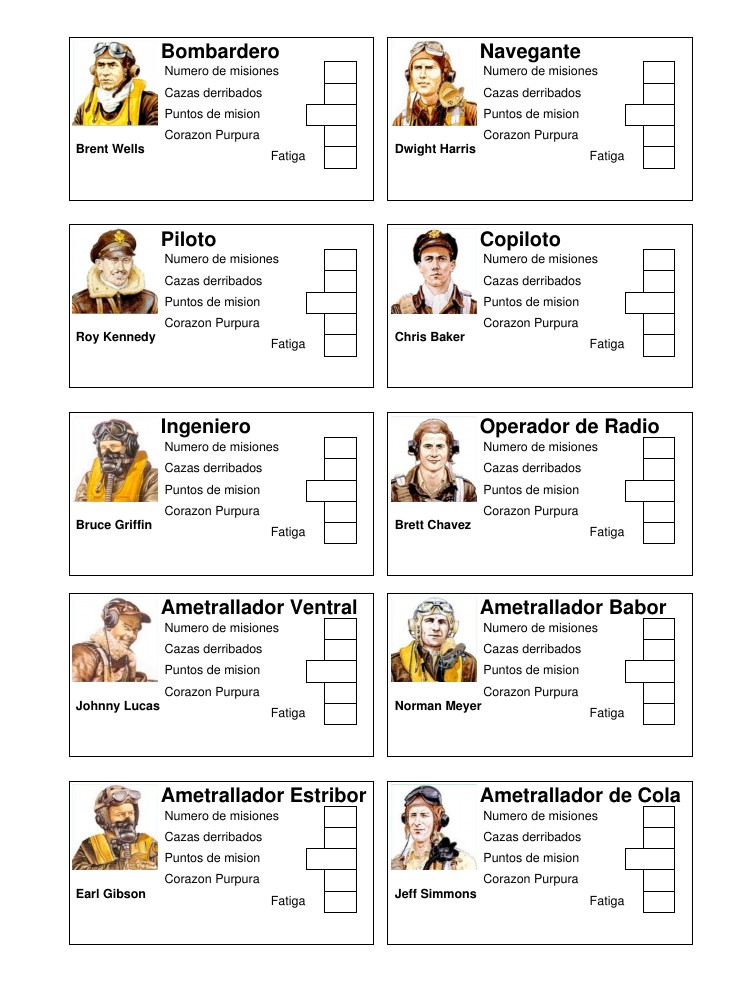 Bombardero
Numero de misiones
Cazas derribados
Puntos de mision
Corazon Purpura
Brent Wells
Fatiga
Navegante
Numero de misiones
Cazas derribados
Puntos de mision
Corazon Purpura
Dwight Harris
Fatiga
Piloto
Numero de misiones
Cazas derribados
Puntos de mision
Corazon Purpura
Roy Kennedy
Fatiga
Copiloto
Numero de misiones
Cazas derribados
Puntos de mision
Corazon Purpura
Chris Baker
Fatiga
Ingeniero
Numero de misiones
Cazas derribados
Puntos de mision
Corazon Purpura
Bruce Griffin
Fatiga
Operador de Radio
Numero de misiones
Cazas derribados
Puntos de mision
Corazon Purpura
Brett Chavez
Fatiga
Ametrallador Ventral
Numero de misiones
Cazas derribados
Puntos de mision
Corazon Purpura
Johnny Lucas
Fatiga
Ametrallador Babor
Numero de misiones
Cazas derribados
Puntos de mision
Corazon Purpura
Norman Meyer
Fatiga
Ametrallador Estribor
Numero de misiones
Cazas derribados
Puntos de mision
Corazon Purpura
Earl Gibson
Fatiga
Ametrallador de Cola
Numero de misiones
Cazas derribados
Puntos de mision
Corazon Purpura
Jeff Simmons
Fatiga